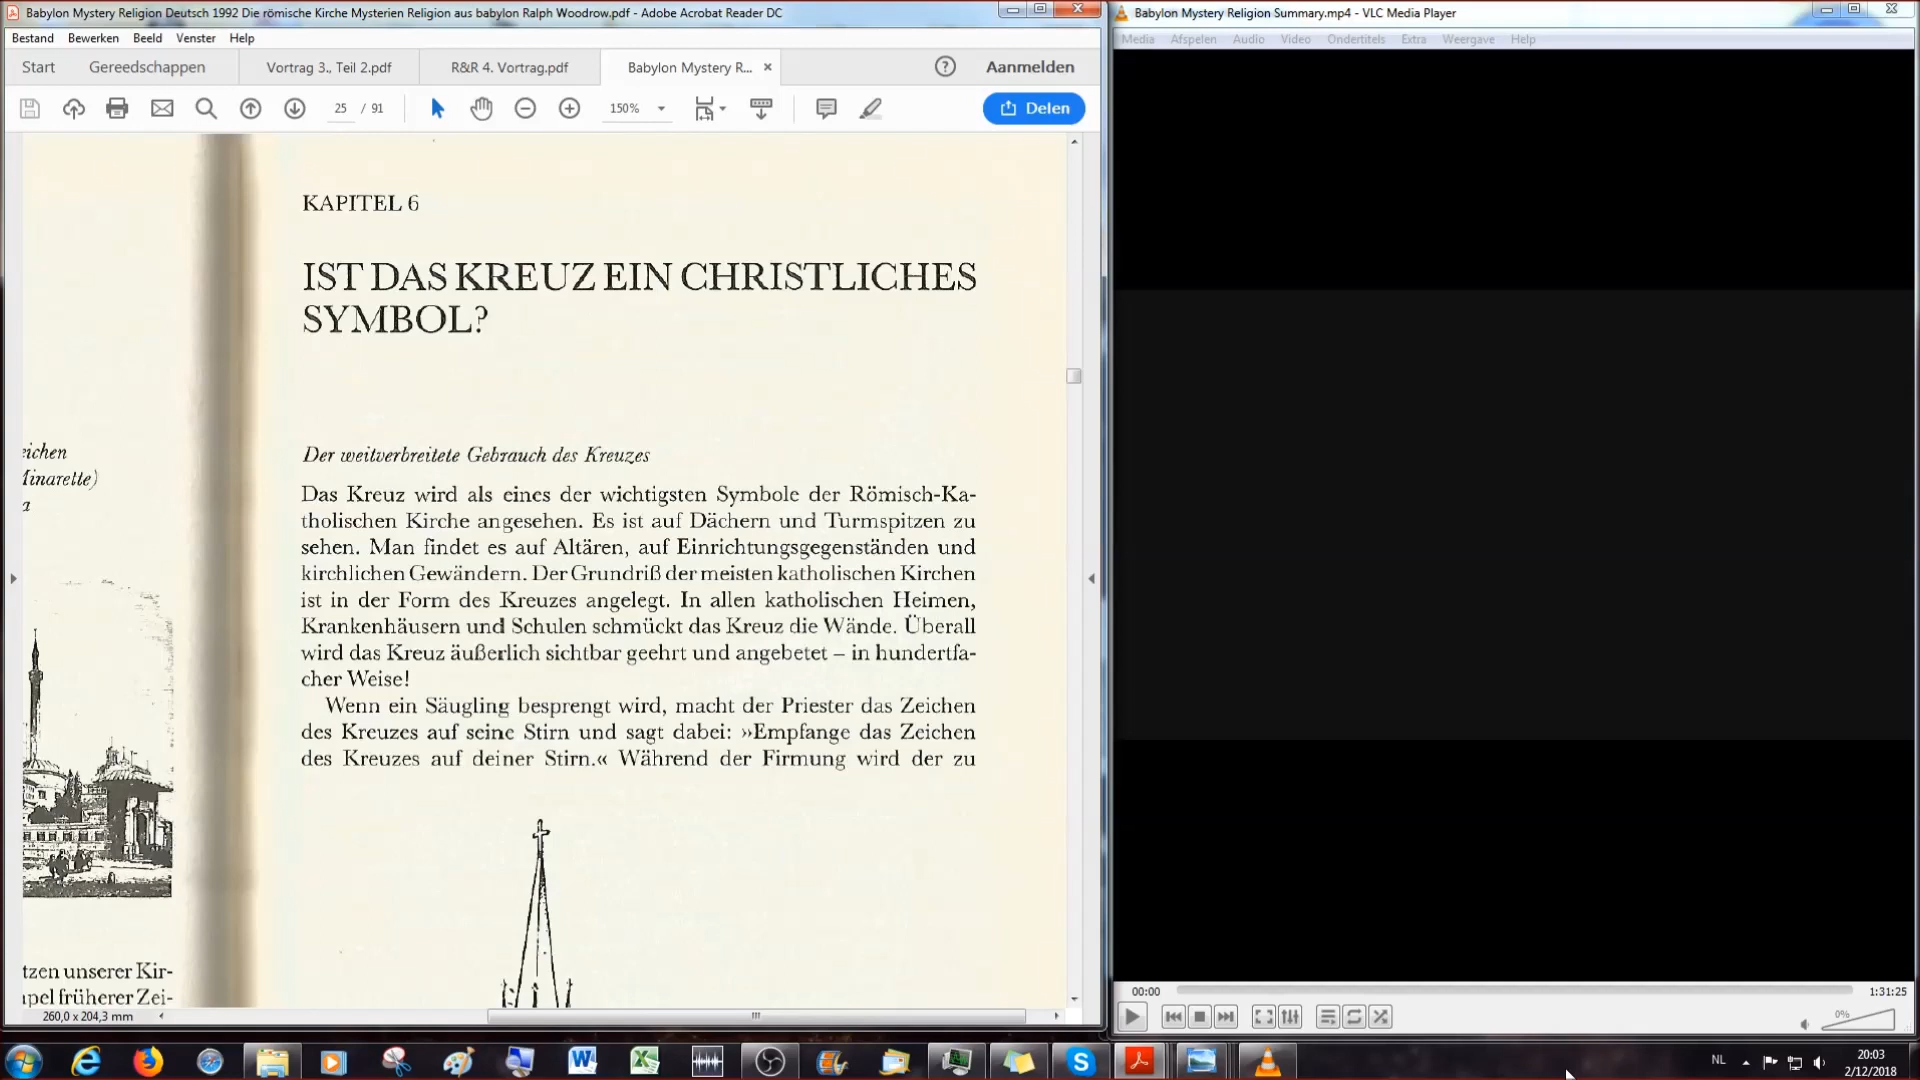 Babylon Mystery Religion Deutsch 1992 Die römische Kirche Mysterien Religion aus babylon Ralph Woodrow.pdf - Adobe Acrobat Reader DC
Bestand Bewerken Beeld Venster Help
Start Gereedschappen Vortrag 3., Teil 2.pdf R&R 4. Vortrag.pdf Babylon Mystery R... × ? Aanmelden
25 / 91 150% Delen
eichen
Minarette)
a
tzen unserer Kir-
pel früherer Zei-
KAPITEL 6
IST DAS KREUZ EIN CHRISTLICHES
SYMBOL?
Der weitverbreitete Gebrauch des Kreuzes
Das Kreuz wird als eines der wichtigsten Symbole der Römisch-Ka-
tholischen Kirche angesehen. Es ist auf Dächern und Turmspitzen zu
sehen. Man findet es auf Altären, auf Einrichtungsgegenständen und
kirchlichen Gewändern. Der Grundriß der meisten katholischen Kirchen
ist in der Form des Kreuzes angelegt. In allen katholischen Heimen,
Krankenhäusern und Schulen schmückt das Kreuz die Wände. Überall
wird das Kreuz äußerlich sichtbar geehrt und angebetet – in hundertfa-
cher Weise!
Wenn ein Säugling besprengt wird, macht der Priester das Zeichen
des Kreuzes auf seine Stirn und sagt dabei: »Empfange das Zeichen
des Kreuzes auf deiner Stirn.« Während der Firmung wird der zu
260,0 x 204,3 mm
Babylon Mystery Religion Summary.mp4 - VLC Media Player
Media Afspelen Audio Video Ondertitels Extra Weergave Help
00:00 1:31:25
0%
NL
20:03
2/12/2018